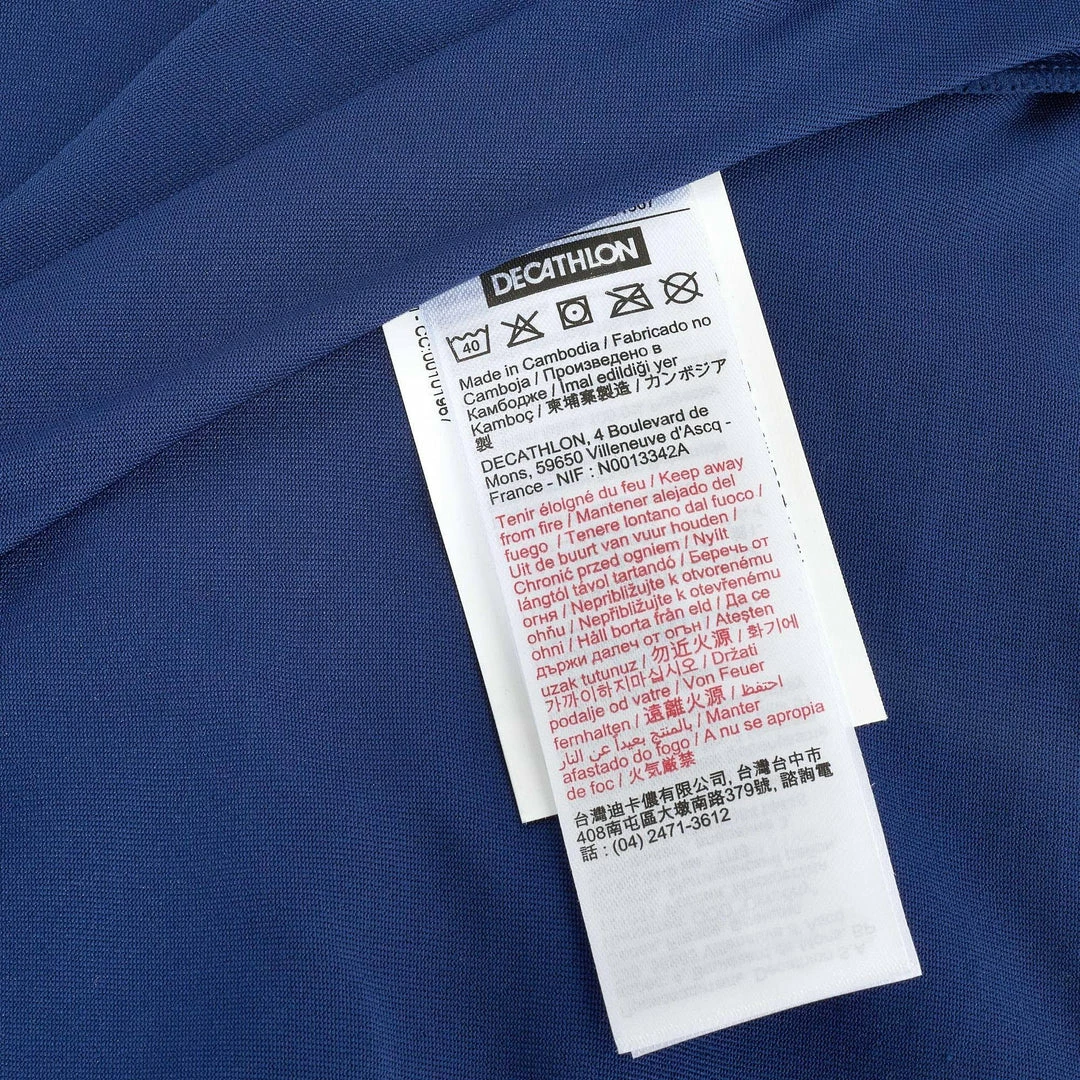 DECATHLON
40
Made in Cambodia / Fabricado no
Camboja / Произведено в
Камбодже / İmal edildiği yer
Kamboç / 柬埔寨製造 / カンボジア
製
DECATHLON, 4 Boulevard de
Mons, 59650 Villeneuve d'Ascq -
France - NIF : N0013342A
Tenir éloigné du feu / Keep away
from fire / Mantener alejado del
fuego / Tenere lontano dal fuoco /
Uit de buurt van vuur houden /
Chronić przed ogniem / Nyílt
lángtól távol tartandó / Беречь от
огня / Nepribližujte k otvorenému
ohňu / Nepřibližujte k otevřenému
ohni / Håll borta från eld / Да се
държи далеч от огън / Ateşten
uzak tutunuz / 勿近火源 / 화기에
가까이하지마십시오 / Držati
podalje od vatre / Von Feuer
fernhalten / 遠離火源 / احتفظ
بالمنتج بعيداً عن النار / Manter
afastado do fogo / A nu se apropia
de foc / 火気厳禁
台灣迪卡儂有限公司, 台灣台中市
408南屯區大墩南路379號, 諮詢電
話 : (04) 2471-3612